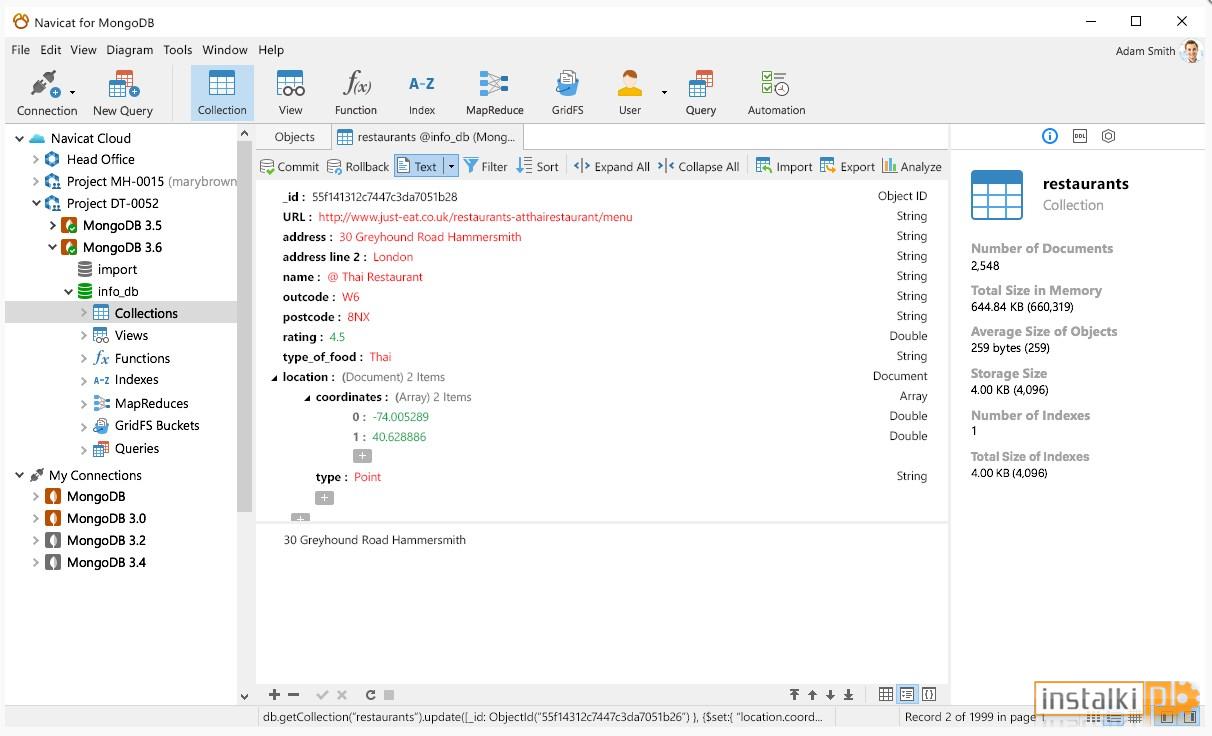 Navicat for MongoDB
File Edit View Diagram Tools Window Help
Adam Smith
Connection New Query Collection View Function Index MapReduce GridFS User Query Automation
f(x)
A-Z
Navicat Cloud
Head Office
Project MH-0015 (marybrown
Project DT-0052
MongoDB 3.5
MongoDB 3.6
import
info_db
Collections
Views
fx Functions
A-Z Indexes
MapReduces
GridFS Buckets
Queries
My Connections
MongoDB
MongoDB 3.0
MongoDB 3.2
MongoDB 3.4
Objects restaurants @info_db (Mong...
Commit Rollback Text Filter Sort Expand All Collapse All Import Export Analyze
_id : 55f141312c7447c3da7051b28 Object ID
URL : http://www.just-eat.co.uk/restaurants-atthairestaurant/menu String
address : 30 Greyhound Road Hammersmith String
address line 2 : London String
name : @ Thai Restaurant String
outcode : W6 String
postcode : 8NX String
rating : 4.5 Double
type_of_food : Thai String
location : (Document) 2 Items Document
coordinates : (Array) 2 Items Array
0 : -74.005289 Double
1 : 40.628886 Double
type : Point String
30 Greyhound Road Hammersmith
DDL
restaurants
Collection
Number of Documents
2,548
Total Size in Memory
644.84 KB (660,319)
Average Size of Objects
259 bytes (259)
Storage Size
4.00 KB (4,096)
Number of Indexes
1
Total Size of Indexes
4.00 KB (4,096)
db.getCollection("restaurants").update({_id: ObjectId("55f14312c7447c3da7051b26") }, {$set:{ "location.coord...
Record 2 of 1999 in page 1
instalki pl